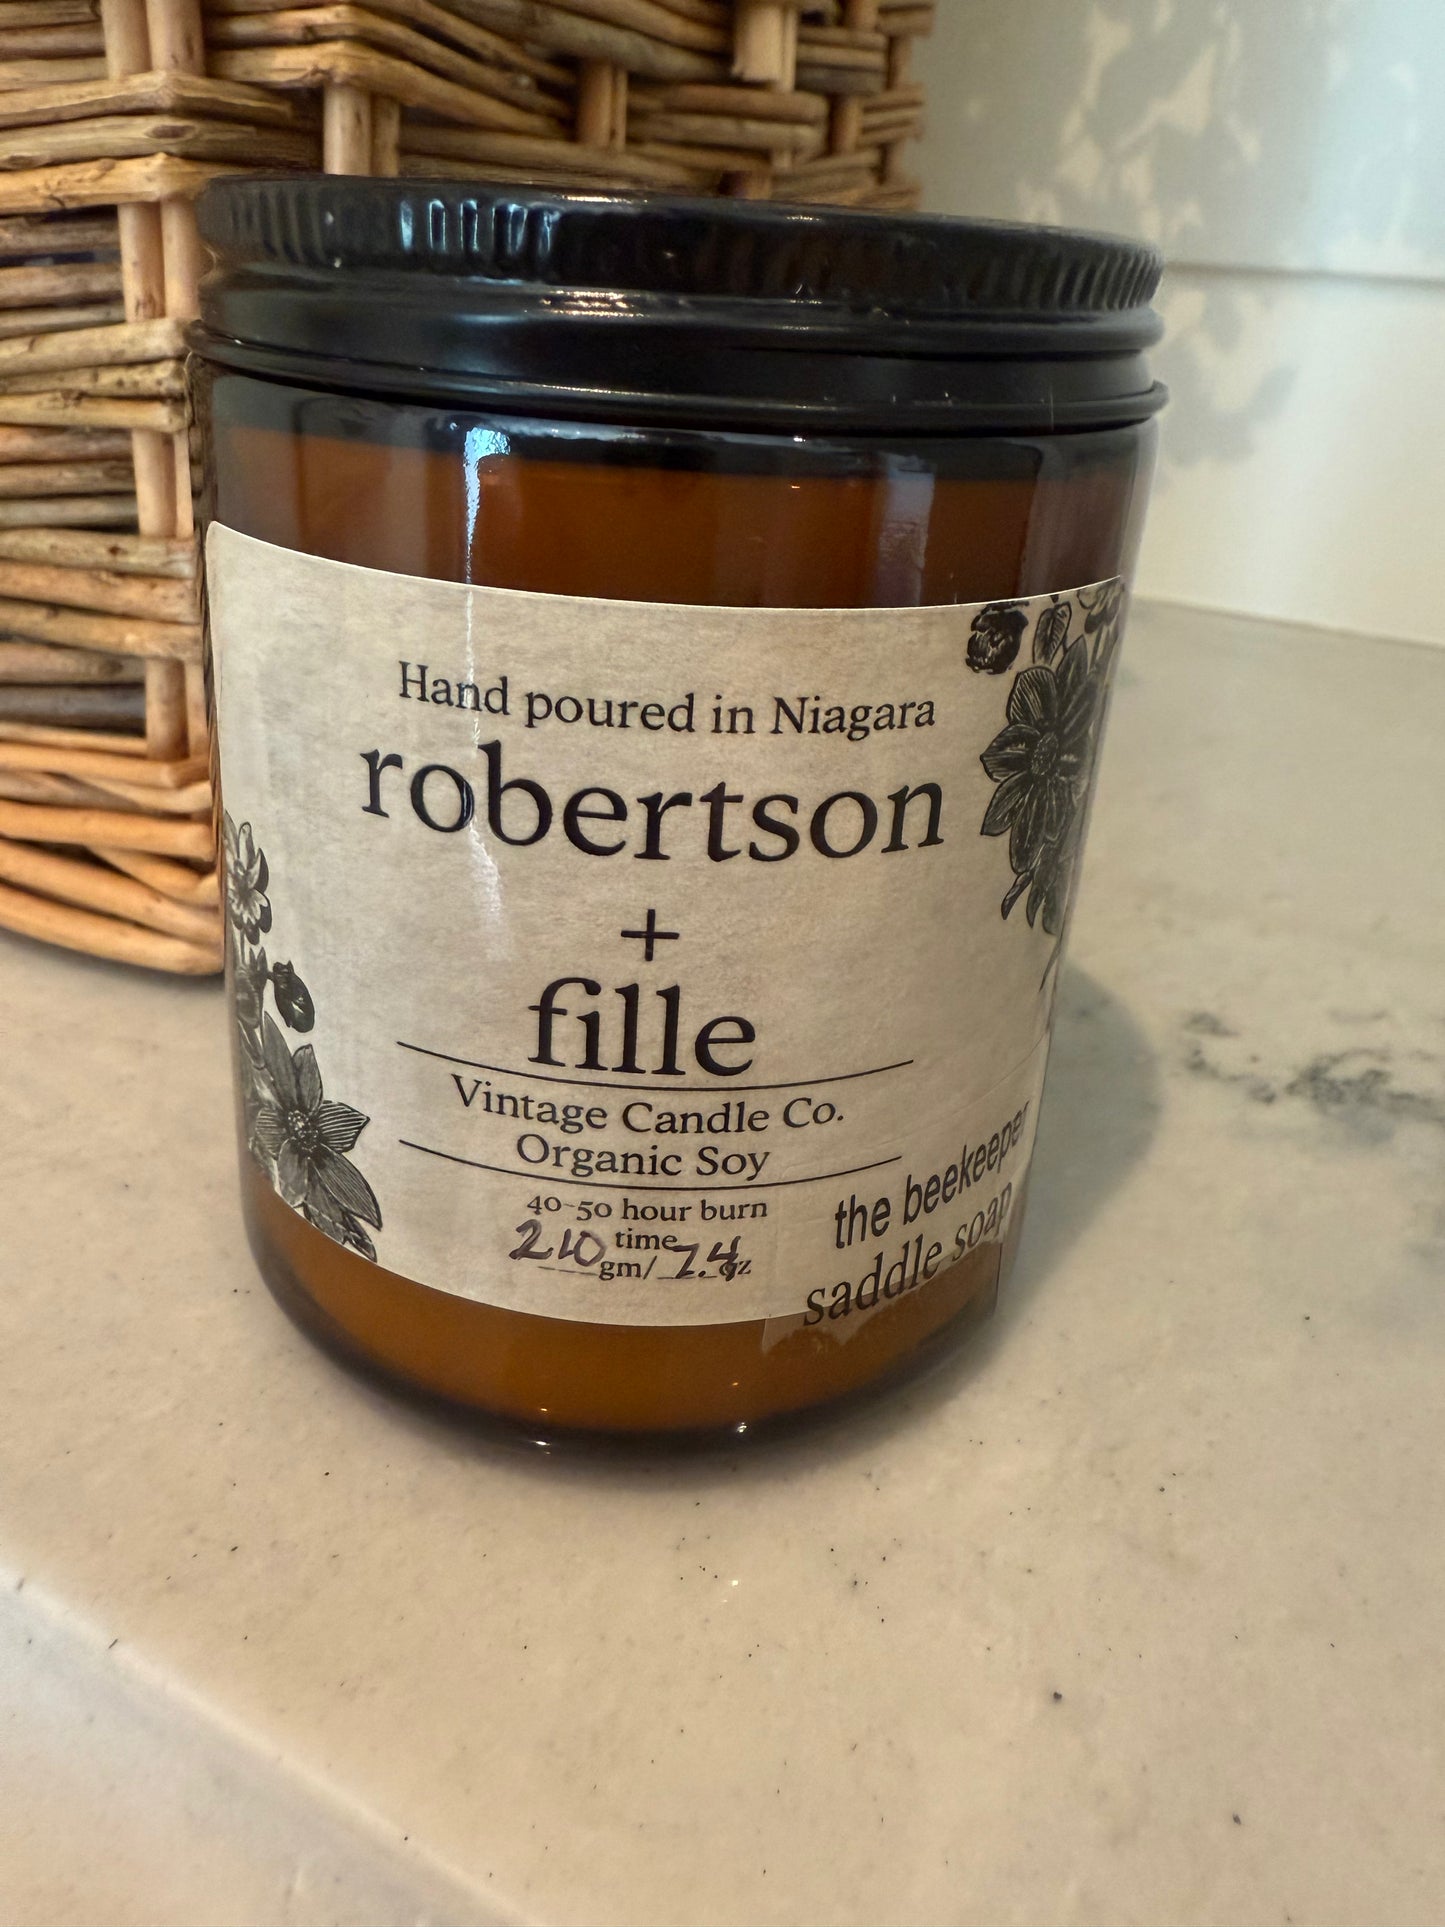 Hand poured in Niagara
robertson
+
fille
Vintage Candle Co.
Organic Soy
40-50 hour burn
time
210 gm/ 7.4 oz
the beekeeper
saddle soap